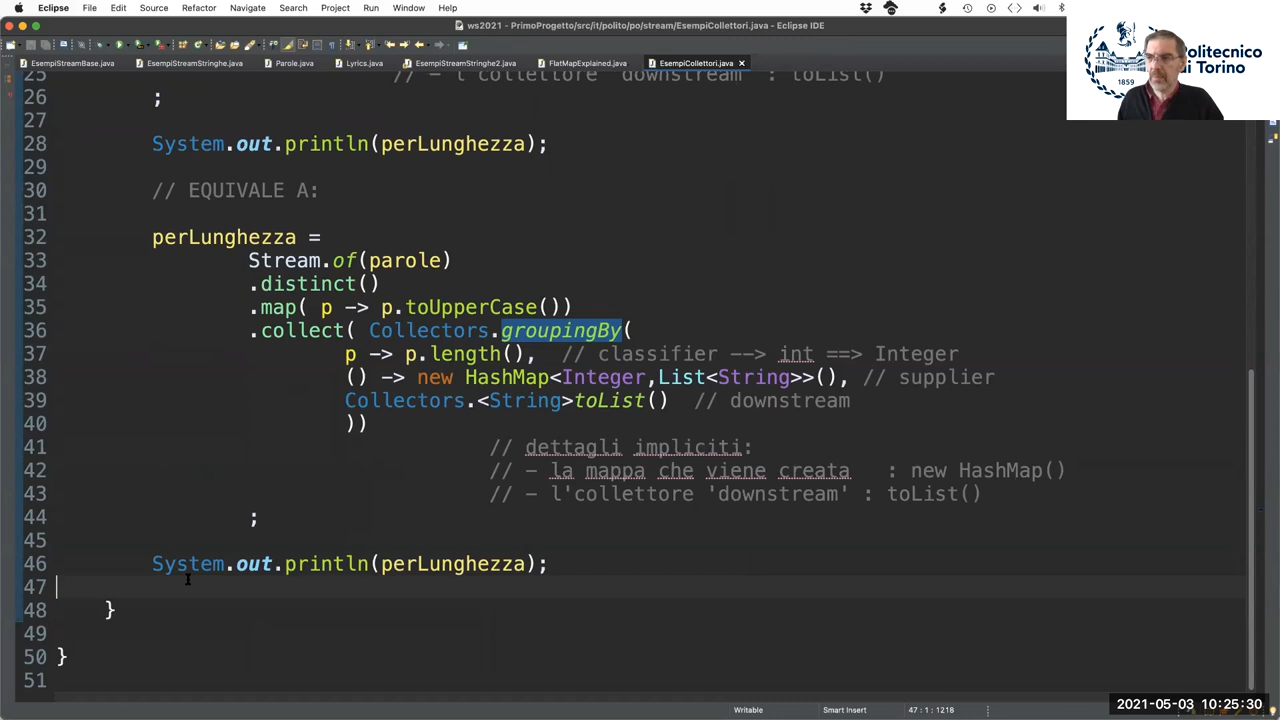 Eclipse File Edit Source Refactor Navigate Search Project Run Window Help
ws2021 - PrimoProgetto/src/it/polito/po/stream/EsempiCollettori.java - Eclipse IDE
EsempiStreamBase.java EsempiStreamStringhe.java Parole.java Lyrics.java EsempiStreamStringhe2.java FlatMapExplained.java EsempiCollettori.java
Politecnico
di Torino
1859
25 // - l'collettore 'downstream' : toList()
26 ;
27
28 System.out.println(perLunghezza);
29
30 // EQUIVALE A:
31
32 perLunghezza =
33 Stream.of(parole)
34 .distinct()
35 .map( p -> p.toUpperCase())
36 .collect( Collectors.groupingBy(
37 p -> p.length(), // classifier --> int ==> Integer
38 () -> new HashMap<Integer,List<String>>(), // supplier
39 Collectors.<String>toList() // downstream
40 ))
41 // dettagli impliciti:
42 // - la mappa che viene creata : new HashMap()
43 // - l'collettore 'downstream' : toList()
44 ;
45
46 System.out.println(perLunghezza);
47
48 }
49
50 }
51
Writable Smart Insert 47 : 1 : 1218
2021-05-03 10:25:30